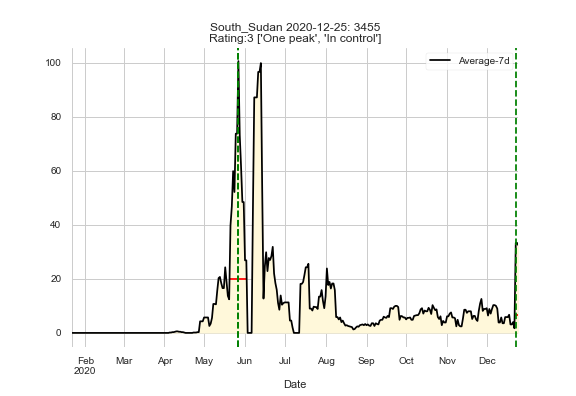 South_Sudan 2020-12-25: 3455
Rating:3 ['One peak', 'In control']
Average-7d
100
80
60
40
20
0
Feb Mar Apr May Jun Jul Aug Sep Oct Nov Dec
2020
Date